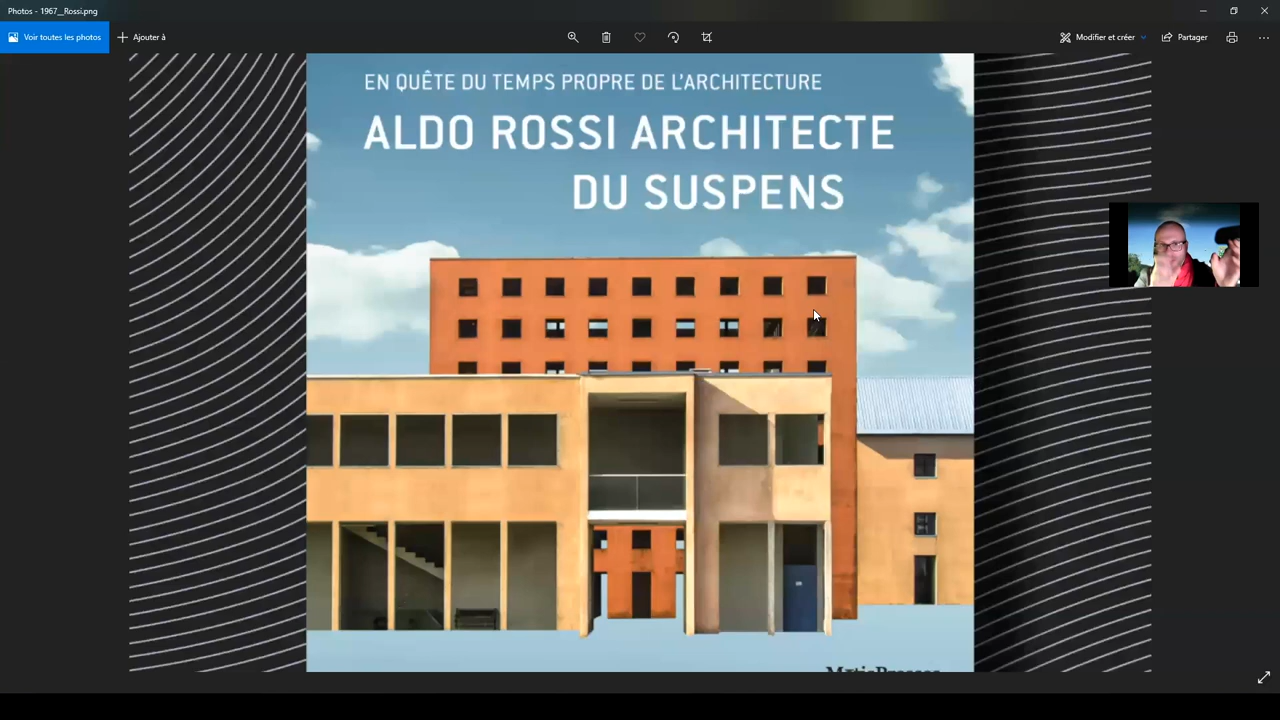 Photos - 1967__Rossi.png
Voir toutes les photos
Ajouter à
Modifier et créer
Partager
EN QUÊTE DU TEMPS PROPRE DE L'ARCHITECTURE
ALDO ROSSI ARCHITECTE
DU SUSPENS